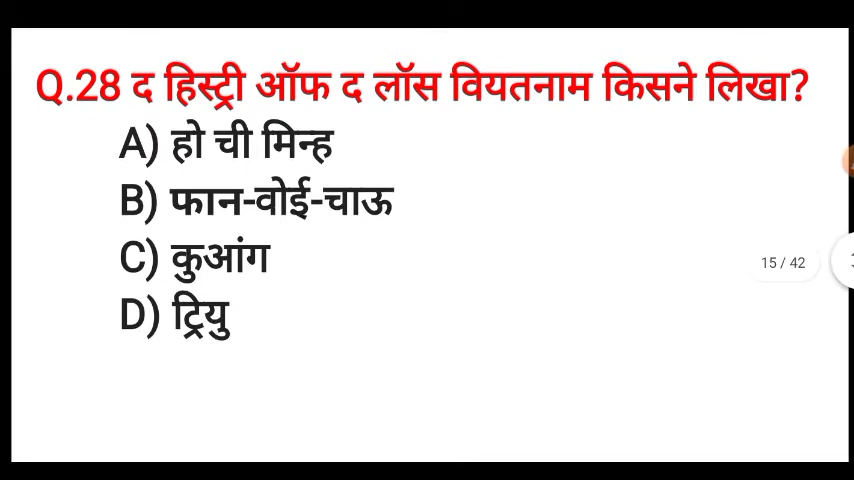 Q.28 द हिस्ट्री ऑफ द लॉस वियतनाम किसने लिखा?
A) हो ची मिन्ह
B) फान-वोई-चाऊ
C) कुआंग
15 / 42
D) ट्रियु